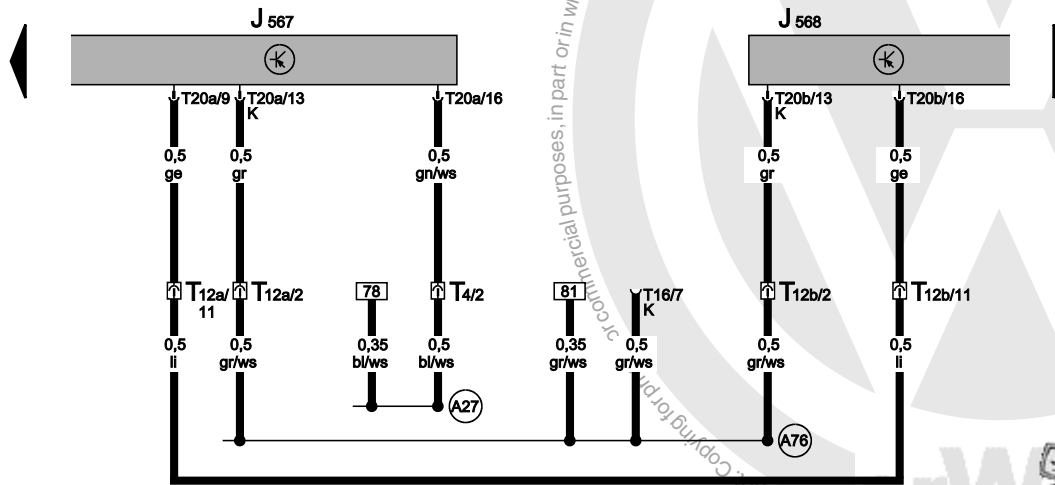 J 567
J 568
T20a/9
T20a/13
K
T20a/16
T20b/13
K
T20b/16
0,5
ge
0,5
gr
0,5
gn/ws
0,5
gr
0,5
ge
T12a/
11
T12a/2
78
T4/2
81
T16/7
K
T12b/2
T12b/11
0,5
li
0,5
gr/ws
0,35
bl/ws
0,5
bl/ws
0,35
gr/ws
0,5
gr/ws
0,5
gr/ws
0,5
li
A27
A76
. Copying for pri
or commercial purposes, in part or in w